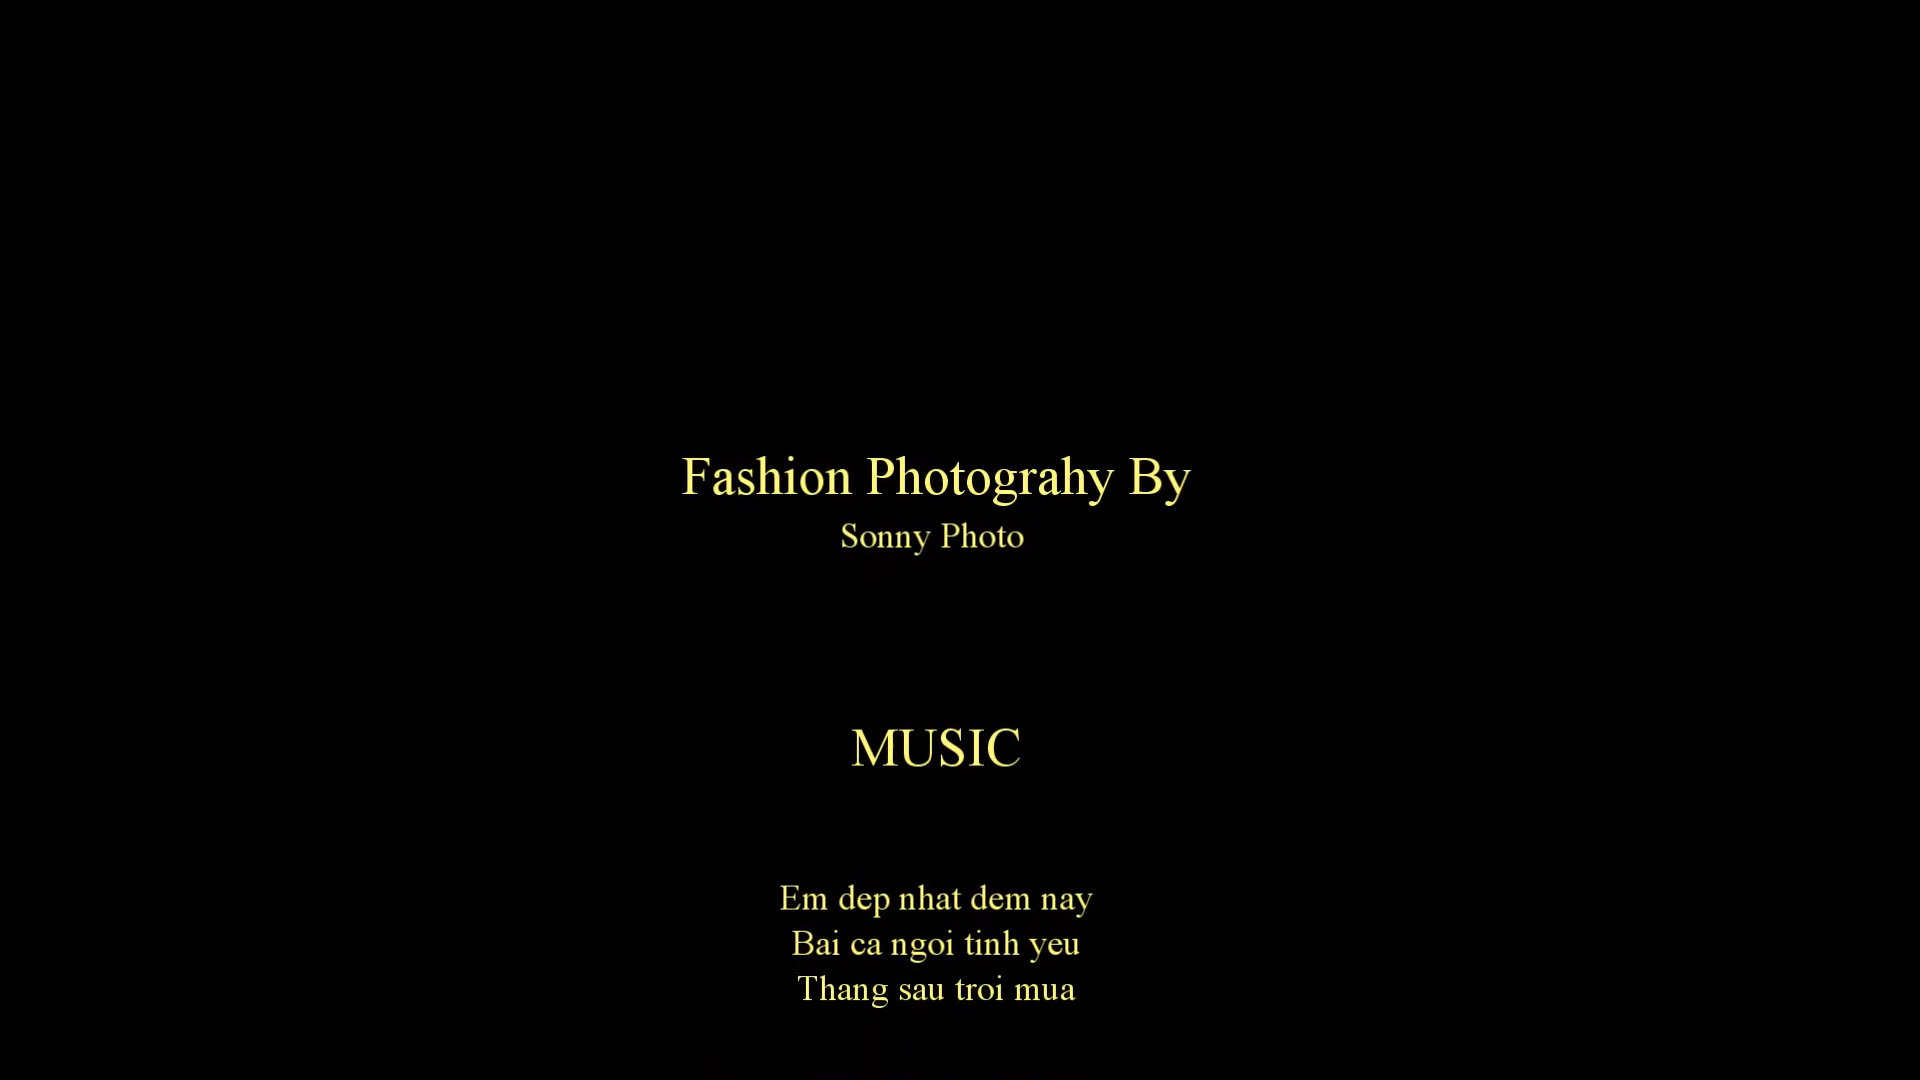 Fashion Photograhy By
Sonny Photo
MUSIC
Em dep nhat dem nay
Bai ca ngoi tinh yeu
Thang sau troi mua